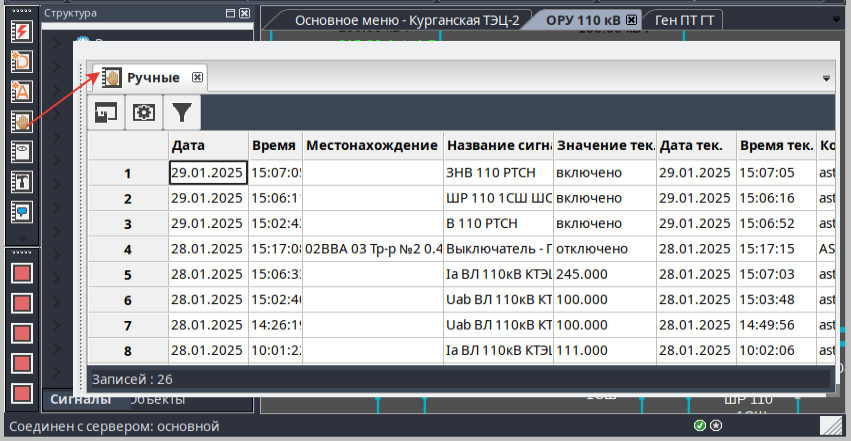 Структура
Основное меню - Курганская ТЭЦ-2
ОРУ 110 кВ
Ген ПТ ГТ
Ручные
Дата Время Местонахождение Название сигн Значение тек. Дата тек. Время тек. Ко
1 29.01.2025 15:07:0 ЗНВ 110 РТСН включено 29.01.2025 15:07:05 ast
2 29.01.2025 15:06:1 ШР 110 1СШ ШС включено 29.01.2025 15:06:16 ast
3 29.01.2025 15:02:4 В 110 РТСН включено 29.01.2025 15:06:52 ast
4 28.01.2025 15:17:0 02ВВА 03 Тр-р №2 0.4 Выключатель - отключено 28.01.2025 15:17:15 AS
5 28.01.2025 15:06:3 Ia ВЛ 110кВ КТЭЦ 245.000 28.01.2025 15:07:03 ast
6 28.01.2025 15:02:4 Uab ВЛ 110кВ КТ 100.000 28.01.2025 15:03:48 ast
7 28.01.2025 14:26:1 Uab ВЛ 110кВ КТ 100.000 28.01.2025 14:49:56 ast
8 28.01.2025 10:01:2 Ia ВЛ 110кВ КТЭЦ 111.000 28.01.2025 10:02:06 ast
Записей : 26
Сигналы Объекты
ШР 110
1СШ
Соединен с сервером: основной